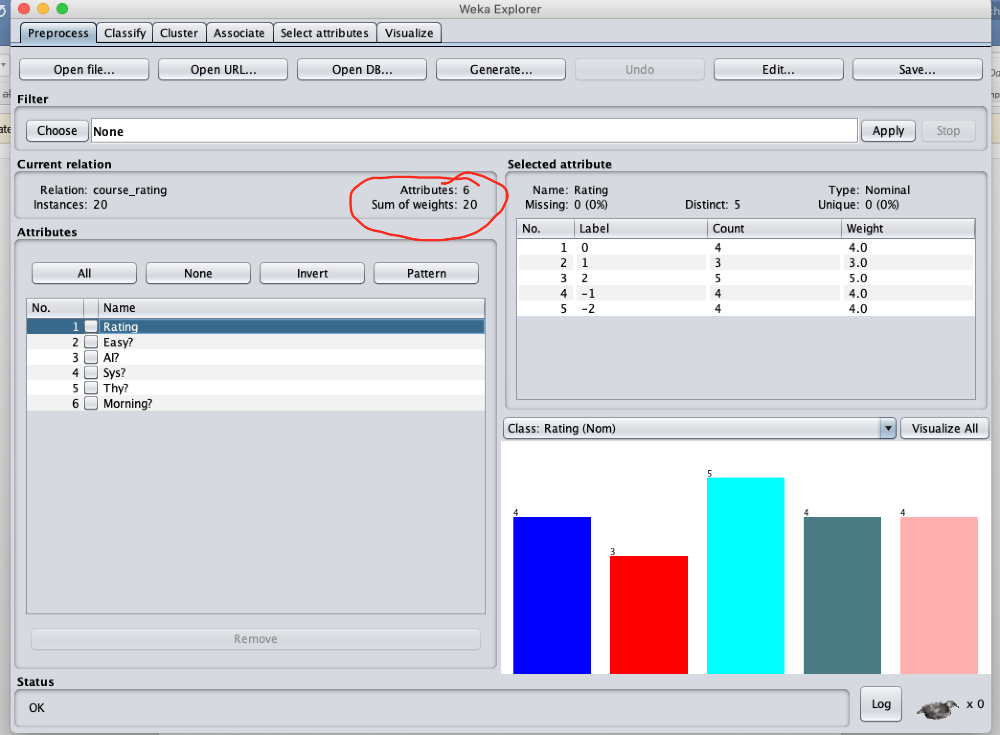 Weka Explorer
Preprocess Classify Cluster Associate Select attributes Visualize
Open file... Open URL... Open DB... Generate... Undo Edit... Save...
Filter
Choose None Apply Stop
Current relation
Relation: course_rating Attributes: 6
Instances: 20 Sum of weights: 20
Attributes
All None Invert Pattern
No. Name
1 Rating
2 Easy?
3 AI?
4 Sys?
5 Thy?
6 Morning?
Remove
Selected attribute
Name: Rating Type: Nominal
Missing: 0 (0%) Distinct: 5 Unique: 0 (0%)
No. Label Count Weight
1 0 4 4.0
2 1 3 3.0
3 2 5 5.0
4 -1 4 4.0
5 -2 4 4.0
Class: Rating (Nom) Visualize All
4 3 5 4 4
Status
OK
Log x 0